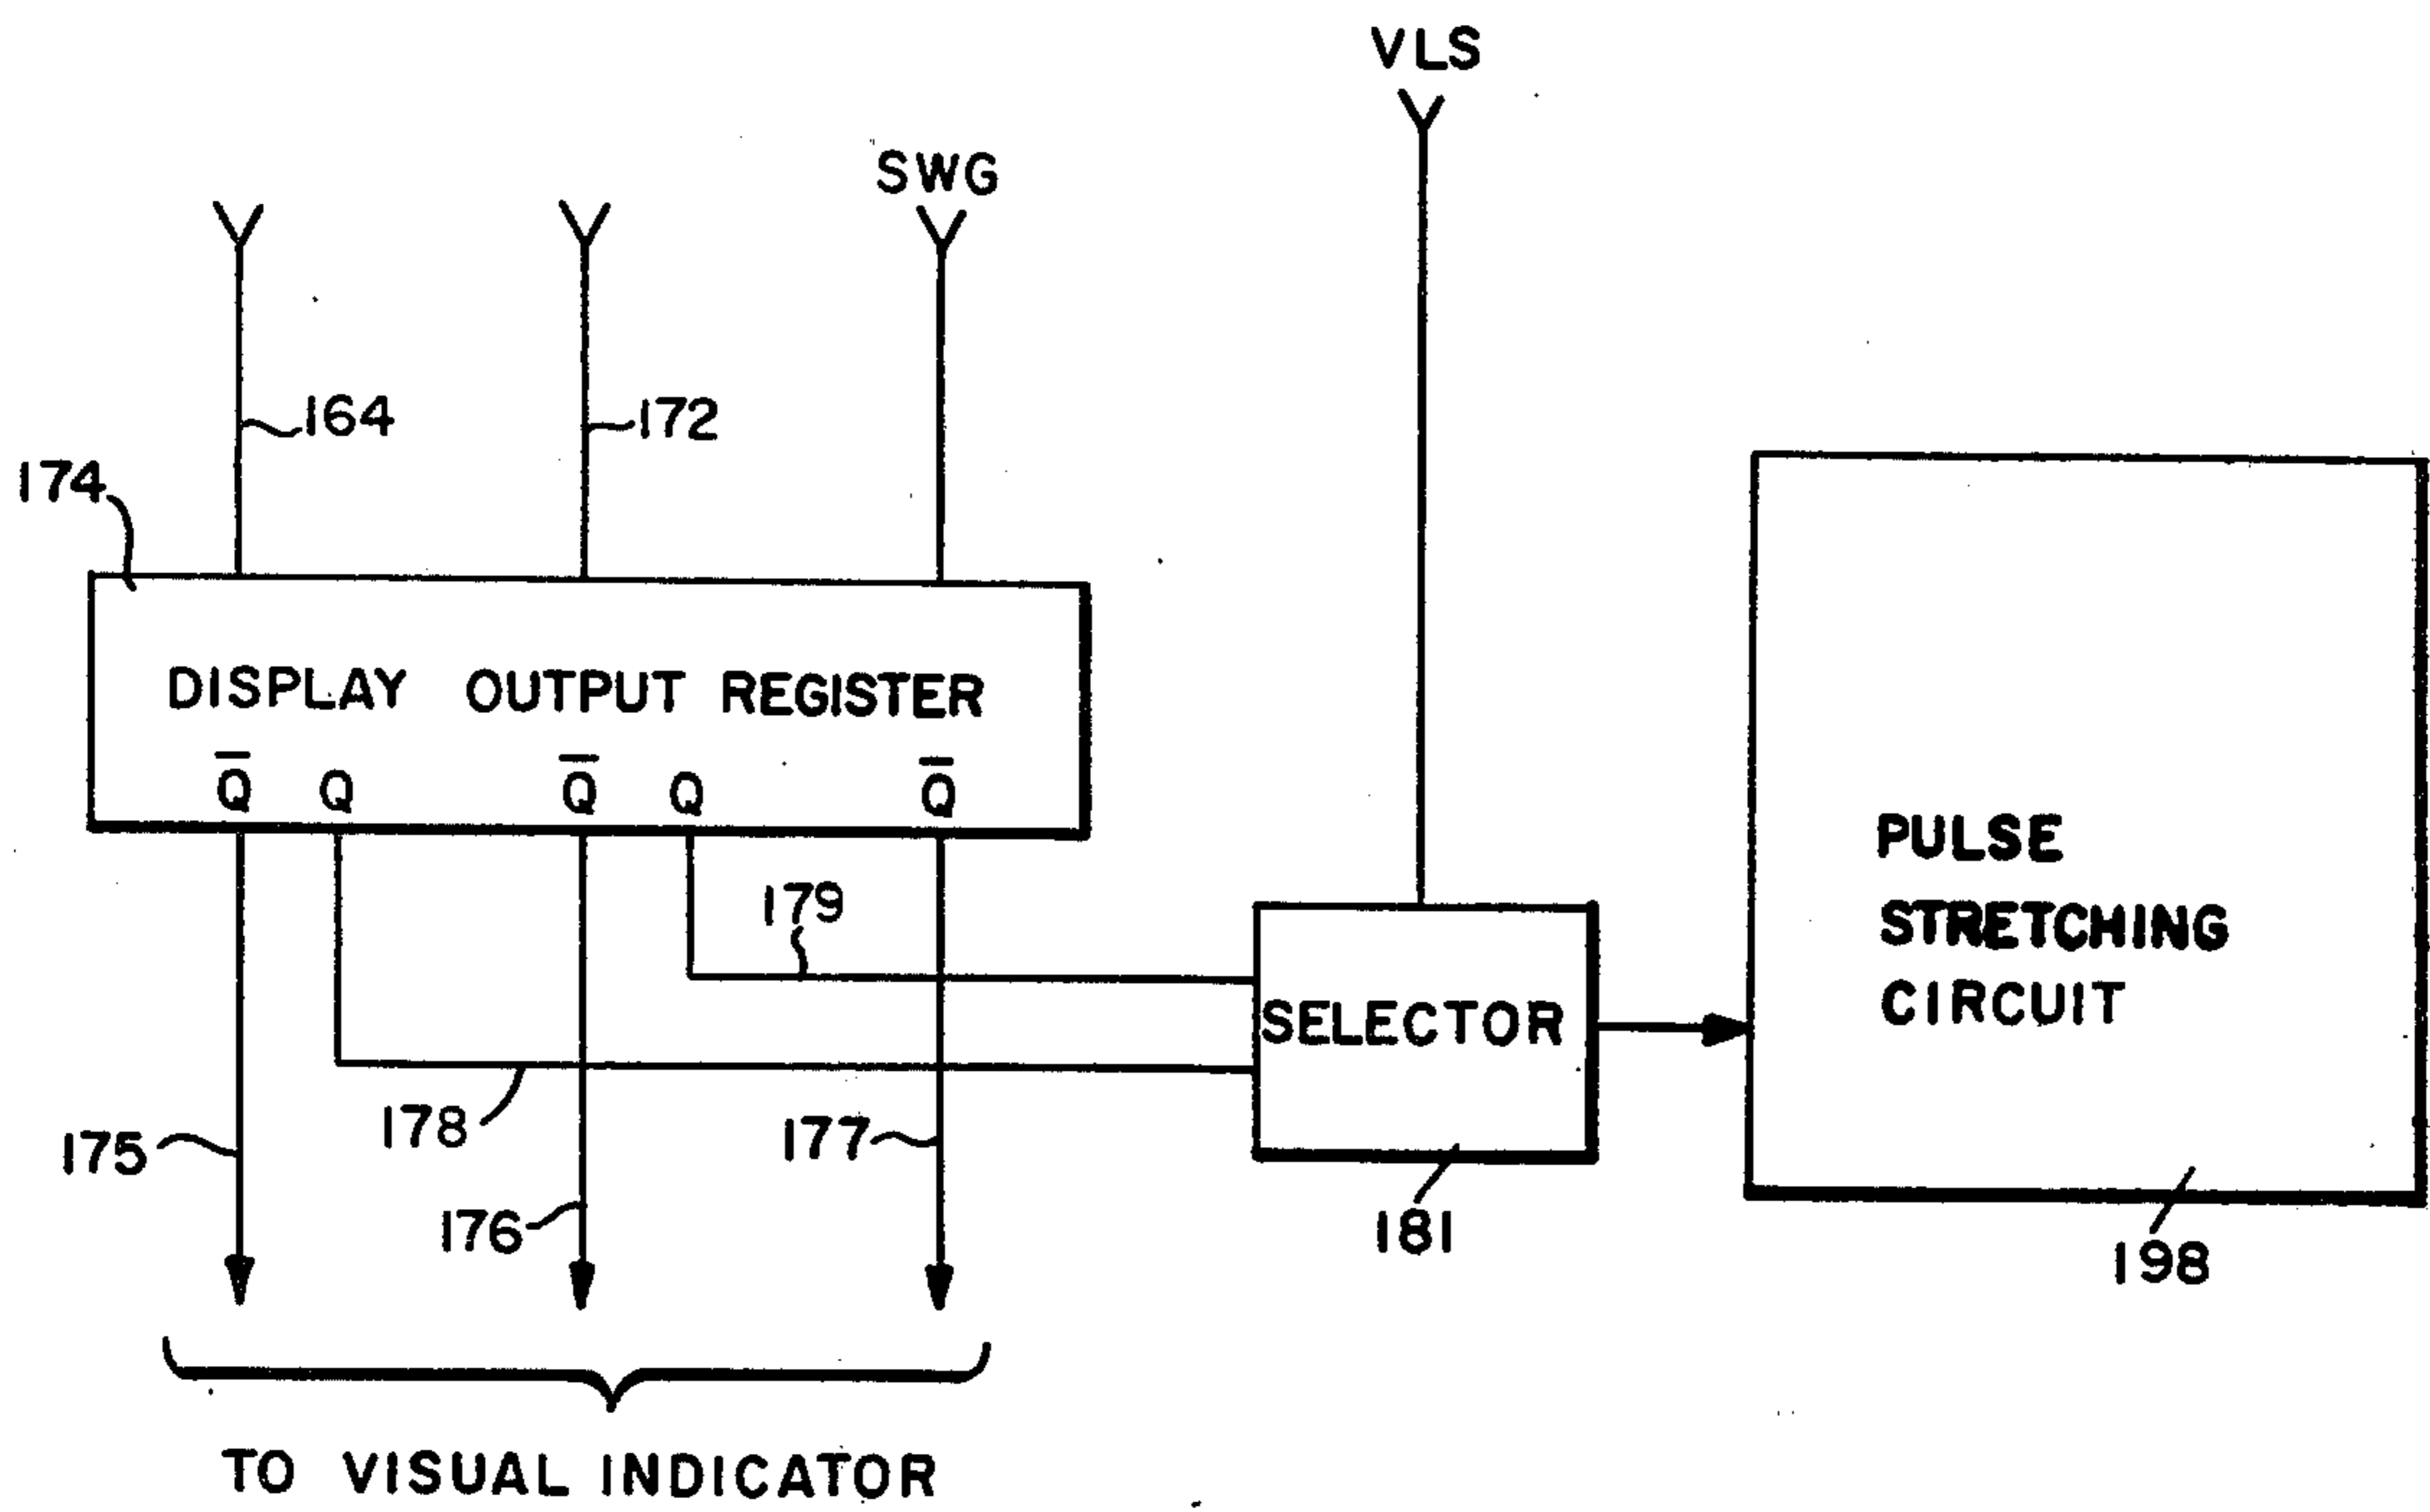 VLS
SWG
164
172
174
DISPLAY OUTPUT REGISTER
Q̅ Q Q̅ Q Q̅
179
PULSE
STRETCHING
CIRCUIT
SELECTOR
178
177
175
176
181
198
TO VISUAL INDICATOR